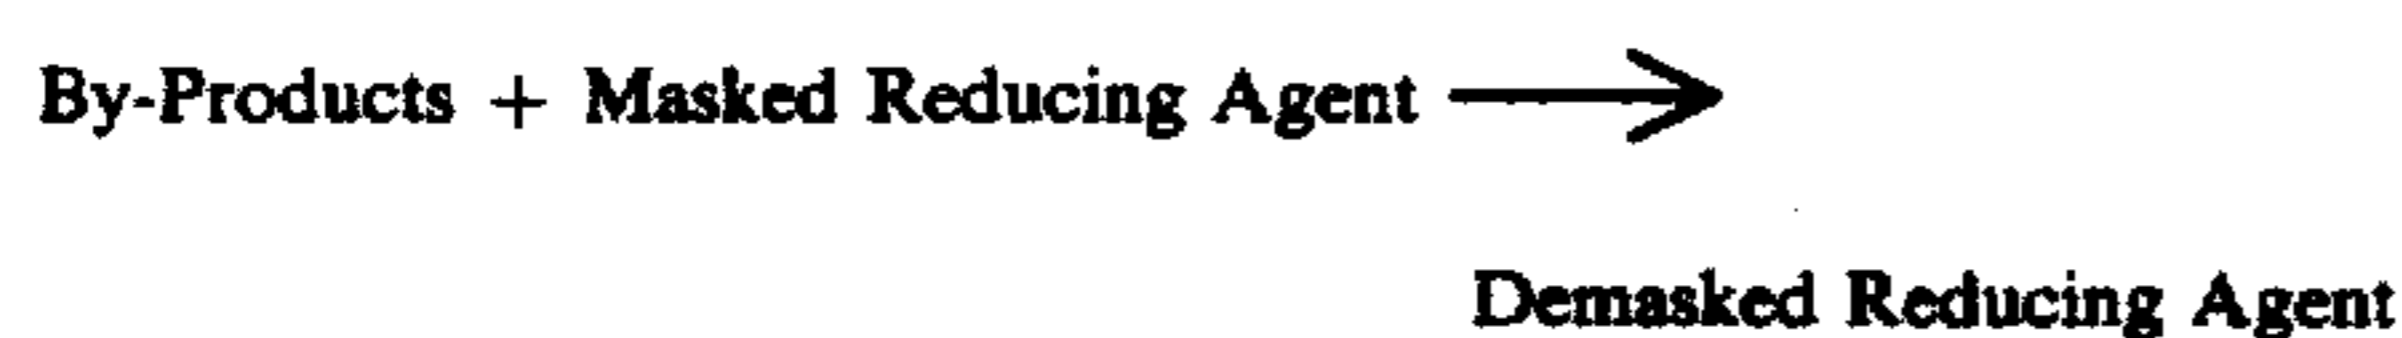 By-Products + Masked Reducing Agent ⟶
Demasked Reducing Agent